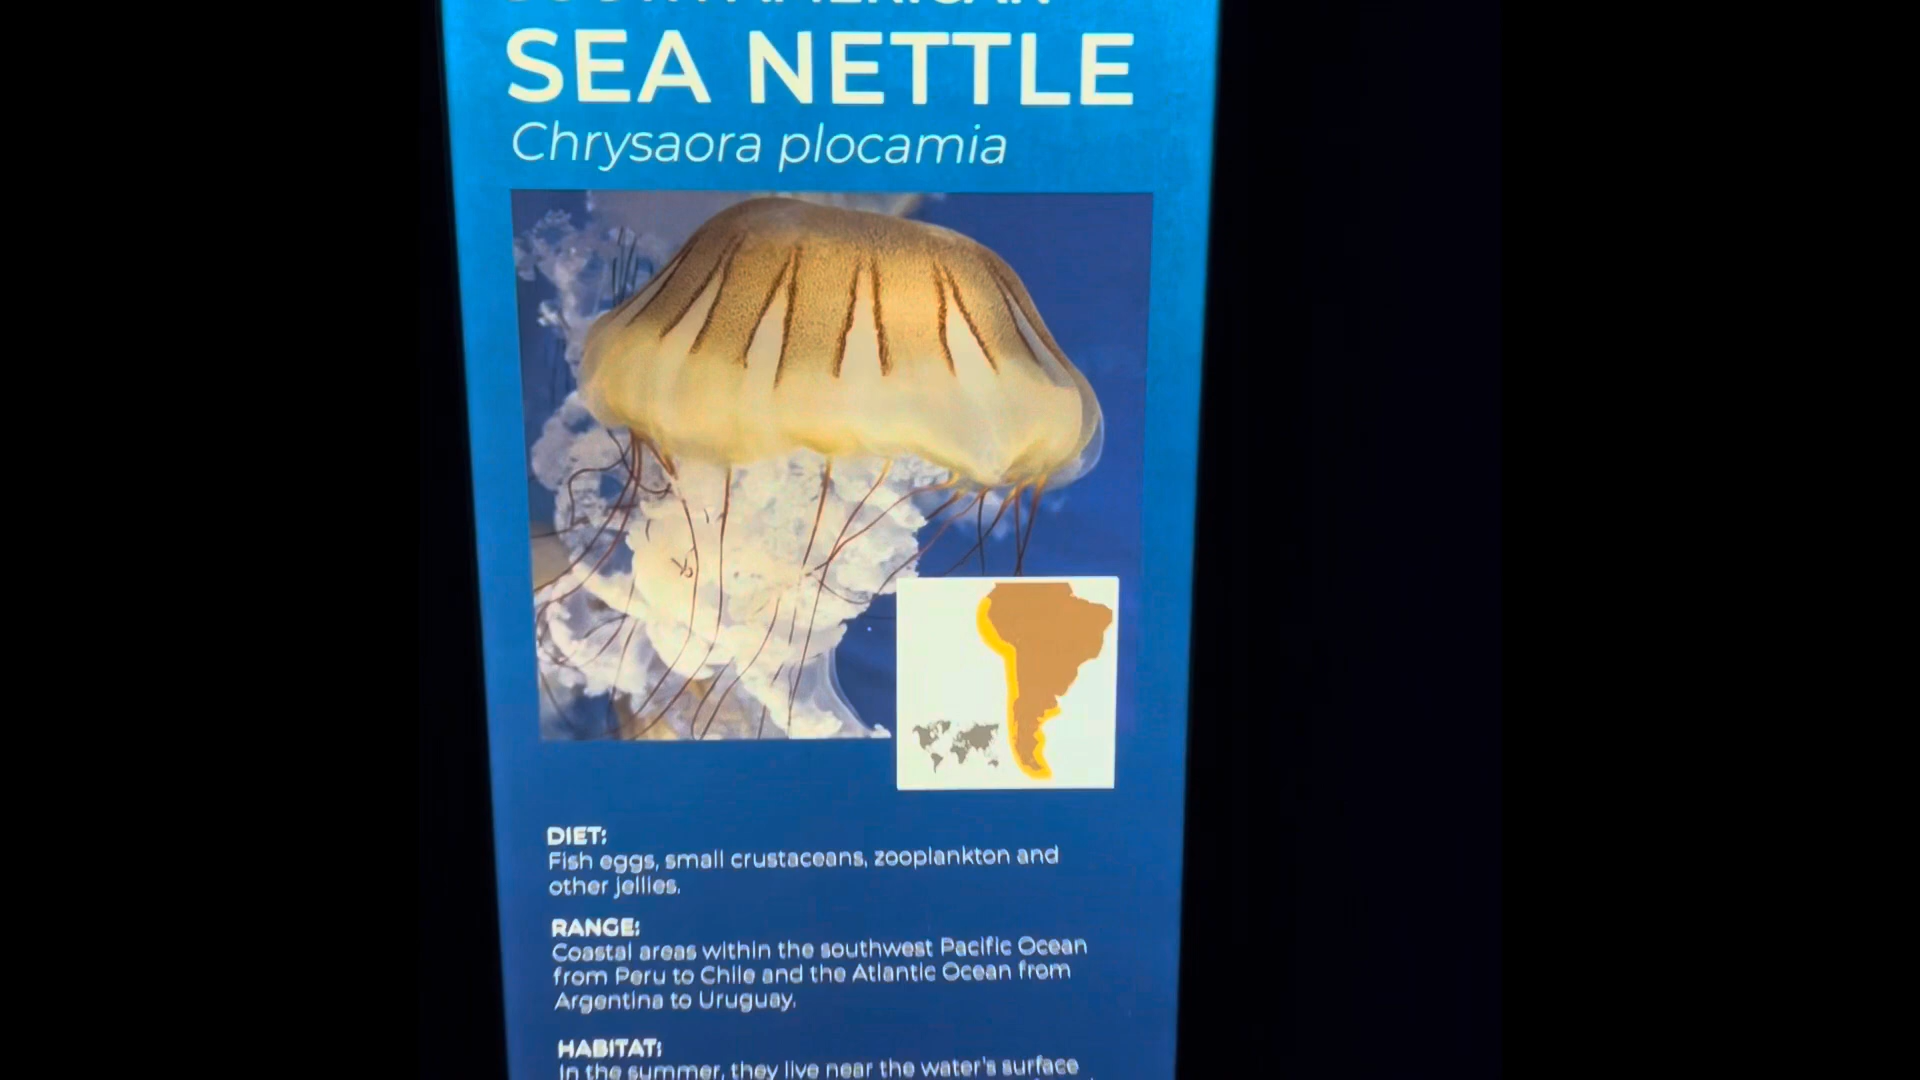 SOUTH AMERICAN
SEA NETTLE
Chrysaora plocamia
DIET:
Fish eggs, small crustaceans, zooplankton and
other jellies.
RANGE:
Coastal areas within the southwest Pacific Ocean
from Peru to Chile and the Atlantic Ocean from
Argentina to Uruguay.
HABITAT:
In the summer, they live near the water's surface